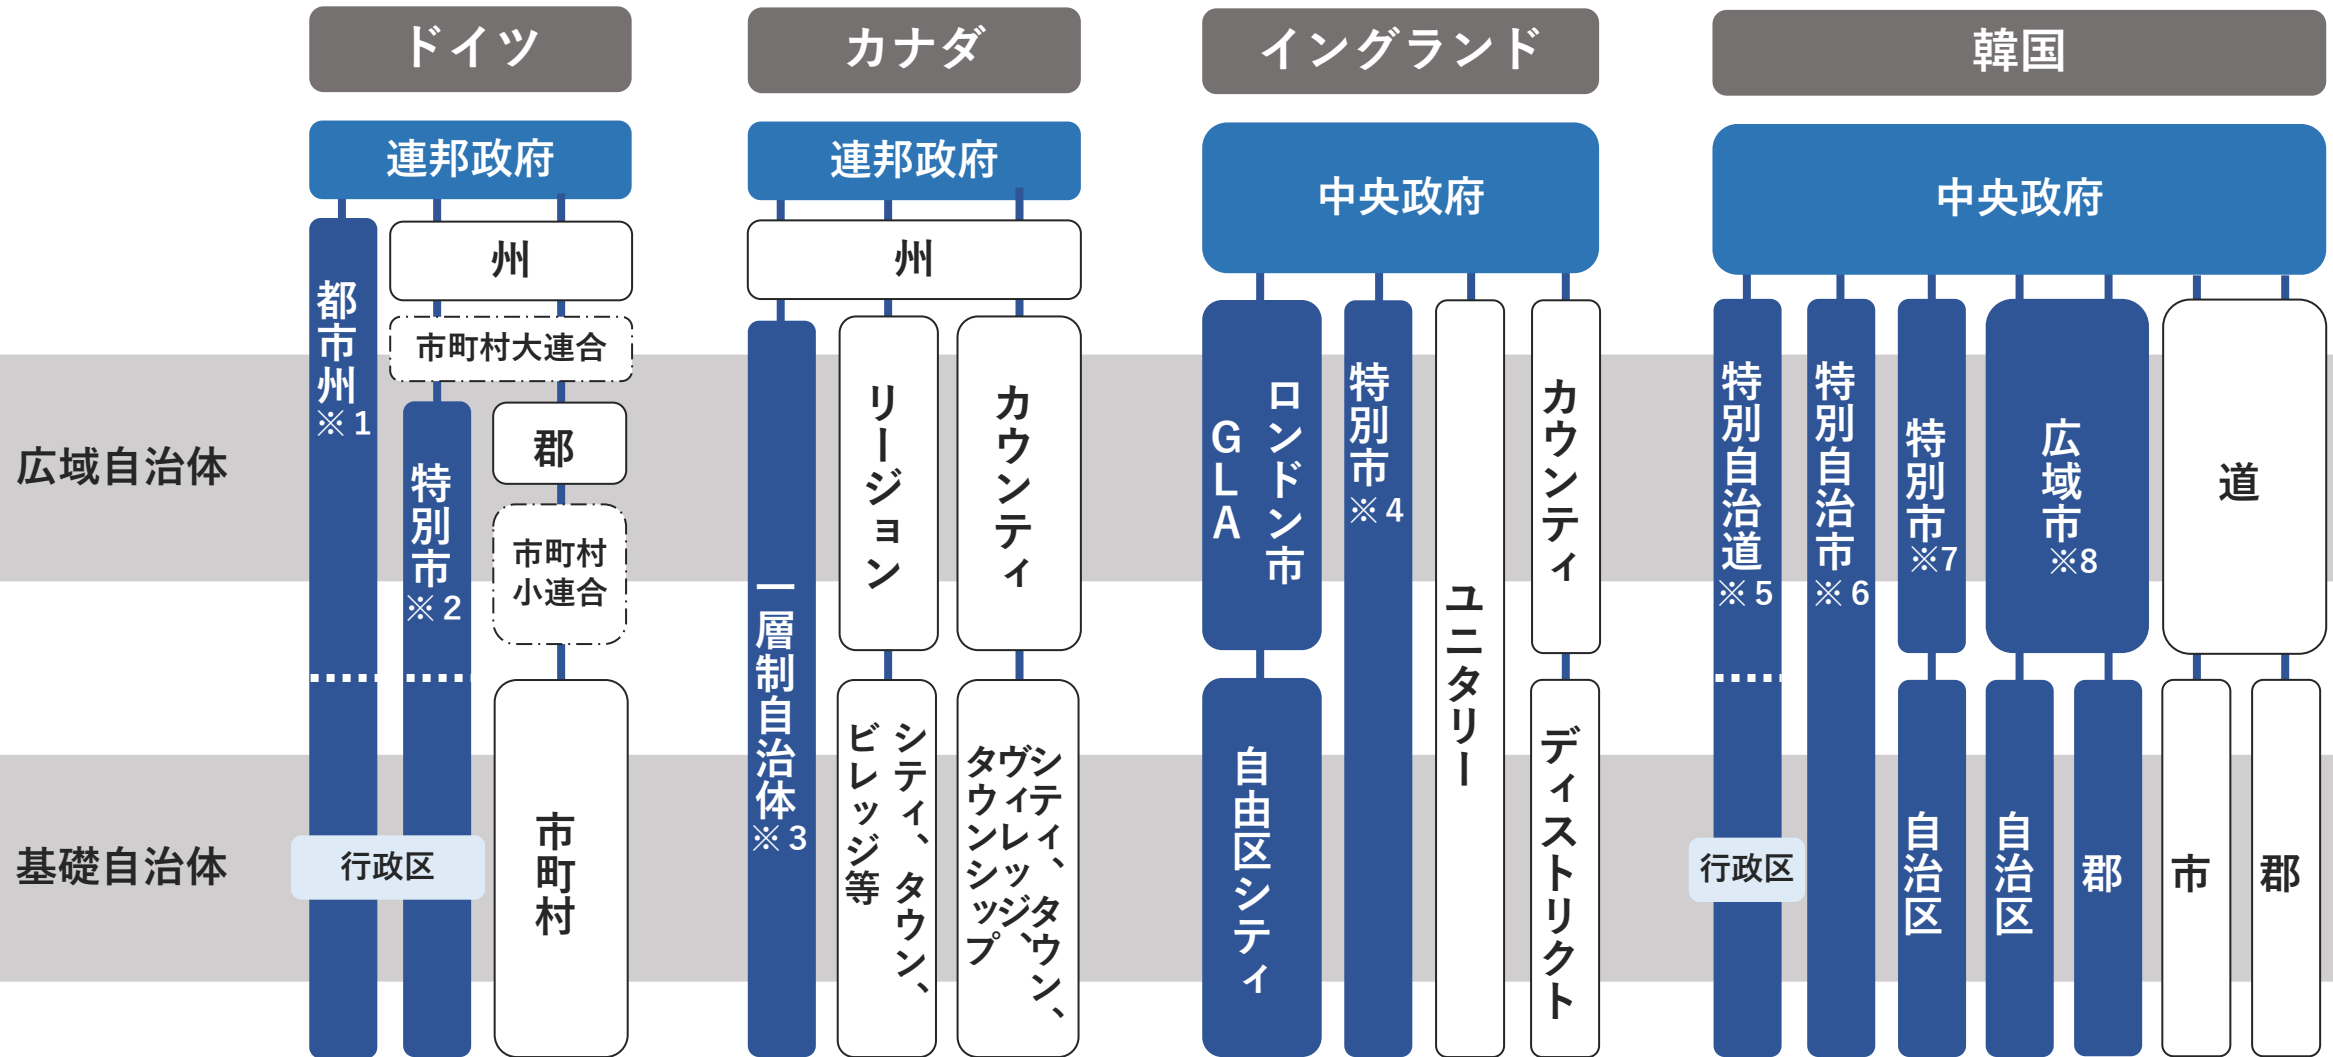 ドイツ
連邦政府
都市州※1
州
市町村大連合
特別市※2
郡
市町村
小連合
市町村
行政区
カナダ
連邦政府
州
一層制自治体※3
リージョン
カウンティ
シティ、タウン、
ビレッジ等
シティ、タウン、
ヴィレッジ、
タウンシップ
イングランド
中央政府
ロンドン市
GLA
自由区シティ
特別市※4
ユニタリー
カウンティ
ディストリクト
韓国
中央政府
特別自治道※5
行政区
特別自治市※6
特別市※7
自治区
広域市※8
自治区
郡
道
市
郡
広域自治体
基礎自治体